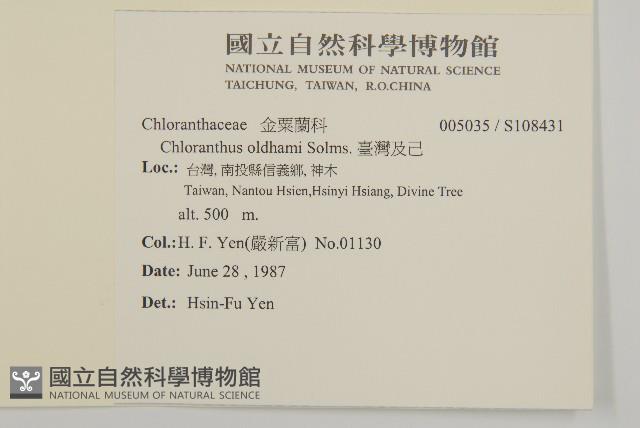 國立自然科學博物館
NATIONAL MUSEUM OF NATURAL SCIENCE
TAICHUNG, TAIWAN, R.O.CHINA
Chloranthaceae 金粟蘭科 005035 / S108431
Chloranthus oldhami Solms. 臺灣及己
Loc.: 台灣, 南投縣信義鄉, 神木
Taiwan, Nantou Hsien,Hsinyi Hsiang, Divine Tree
alt. 500 m.
Col.: H. F. Yen(嚴新富) No.01130
Date: June 28 , 1987
Det.: Hsin-Fu Yen
國立自然科學博物館
NATIONAL MUSEUM OF NATURAL SCIENCE